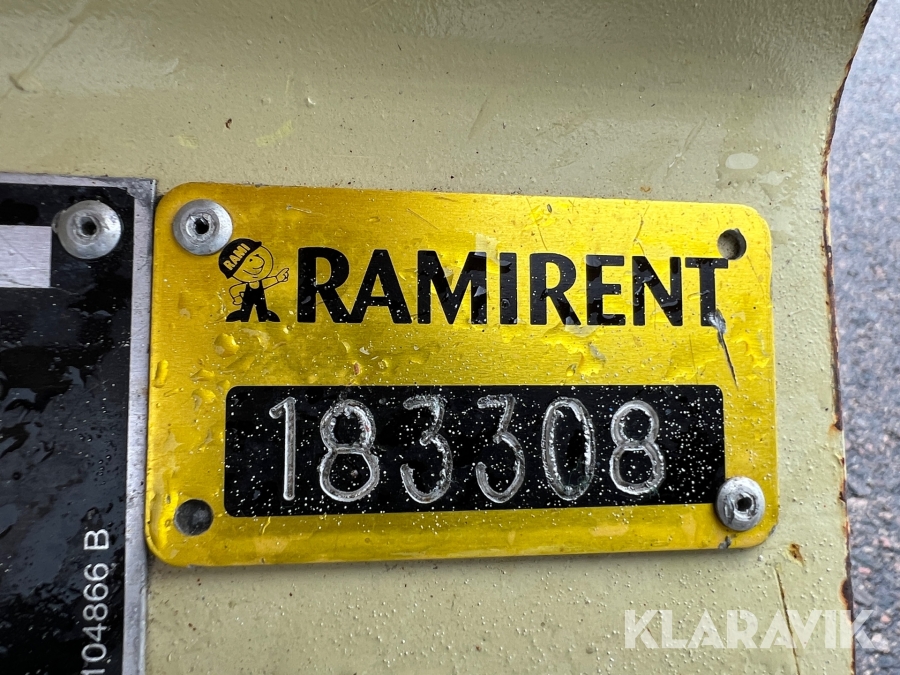 RAMI
RAMIRENT
183308
104866 B
KLARAVIK